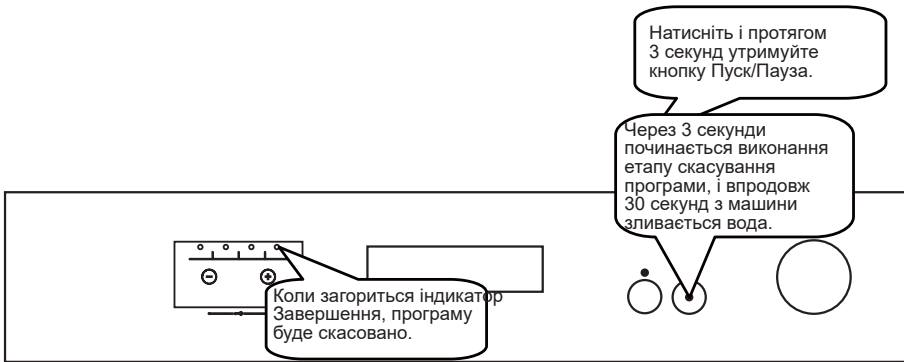 Натисніть і протягом
3 секунд утримуйте
кнопку Пуск/Пауза.
Через 3 секунди
починається виконання
етапу скасування
програми, і впродовж
30 секунд з машини
зливається вода.
Коли загориться індикатор
Завершення, програму
буде скасовано.